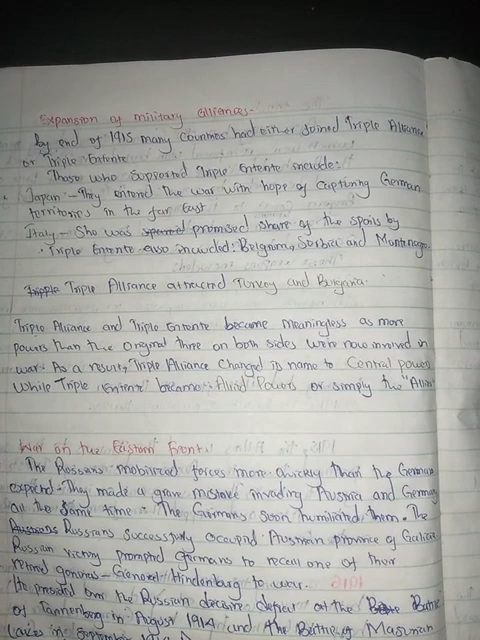 Expansion of military alliances:-
By end of 1915 many countries had either joined Triple Alliance
or Triple Entente
Those who supported Triple Entente include:
Japan - They entered the war with hope of capturing German
territories in the far East
Italy - She was promised share of the spoils by
. Triple Entente also included: Belgium, Serbia and Montenegro.
Triple Alliance attracted Turkey and Bulgaria.
Triple Alliance and Triple Entente became meaningless as more
powers than the original three on both sides were now involved in
war. As a result, Triple Alliance changed its name to Central powers
while Triple Entente became: Allied Powers or simply the "Allies"
War on the Eastern Front
The Russians mobilized forces more quickly than the Germans
expected. They made a grave mistake invading Austria and Germany
at the same time. The Germans soon humiliated them. The
Russians successfully occupied Austrian province of Galicia
Russian victory prompted Germans to recall one of their
retired generals - General Hindenburg to war.
He presided over the Russian decisive defeat at the Battle
of Tannenburg in August 1914 and the Battle of Masurian
Lakes in September